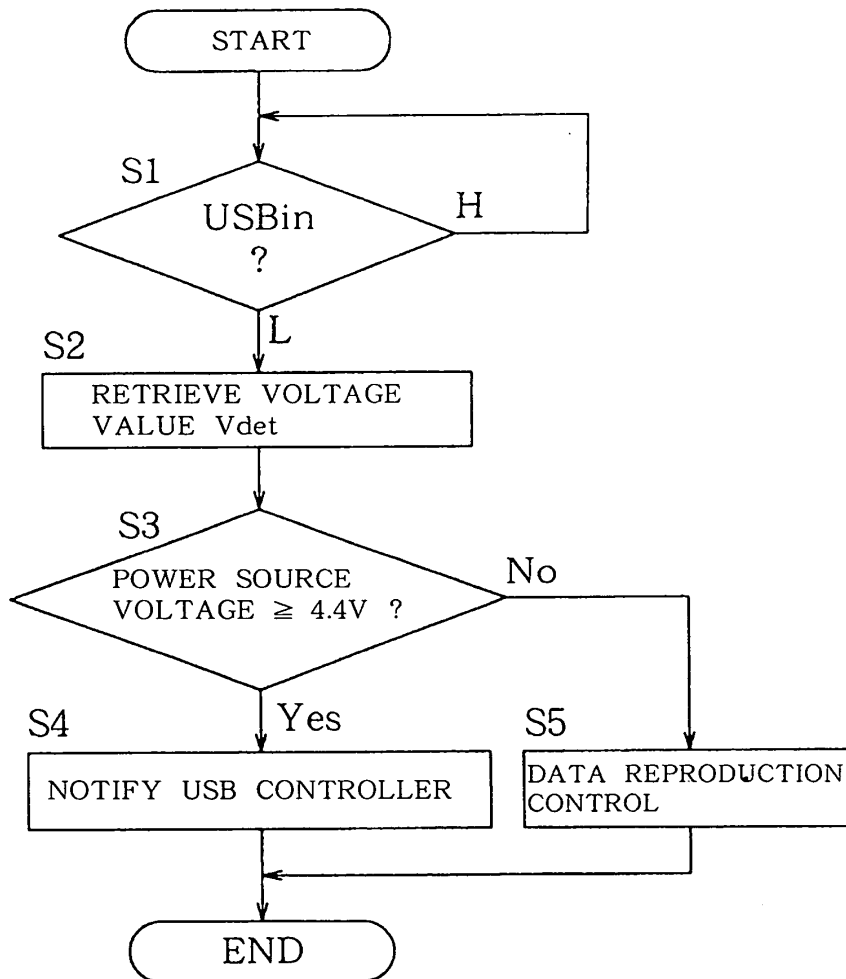 START
S1
USBin
?
H
L
S2
RETRIEVE VOLTAGE
VALUE Vdet
S3
POWER SOURCE
VOLTAGE ≧ 4.4V ?
No
Yes
S4
NOTIFY USB CONTROLLER
S5
DATA REPRODUCTION
CONTROL
END